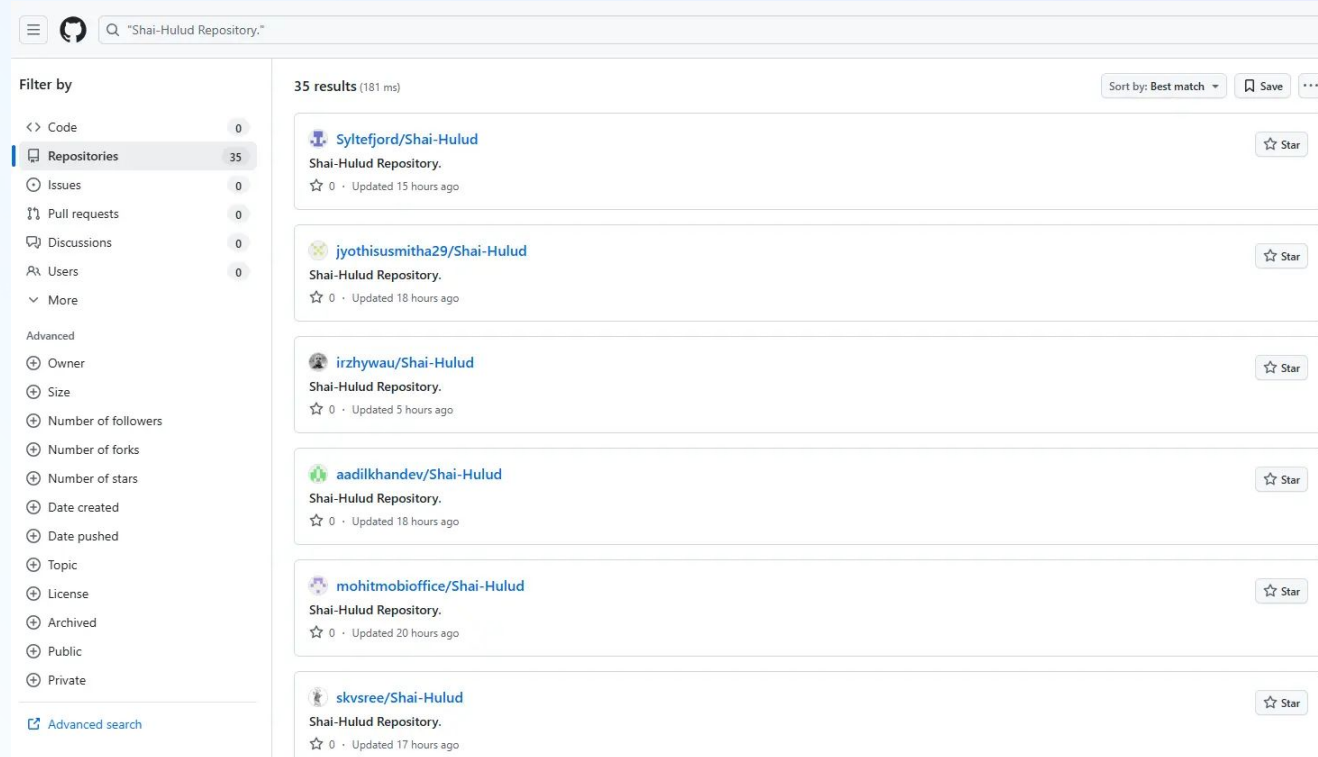 "Shai-Hulud Repository."
Filter by
Code 0
Repositories 35
Issues 0
Pull requests 0
Discussions 0
Users 0
More
Advanced
Owner
Size
Number of followers
Number of forks
Number of stars
Date created
Date pushed
Topic
License
Archived
Public
Private
Advanced search
35 results (181 ms)
Sort by: Best match
Save
Syltefjord/Shai-Hulud
Star
Shai-Hulud Repository.
0 · Updated 15 hours ago
jyothisusmitha29/Shai-Hulud
Star
Shai-Hulud Repository.
0 · Updated 18 hours ago
irzhywau/Shai-Hulud
Star
Shai-Hulud Repository.
0 · Updated 5 hours ago
aadilkhandev/Shai-Hulud
Star
Shai-Hulud Repository.
0 · Updated 18 hours ago
mohitmobioffice/Shai-Hulud
Star
Shai-Hulud Repository.
0 · Updated 20 hours ago
skvsree/Shai-Hulud
Star
Shai-Hulud Repository.
0 · Updated 17 hours ago